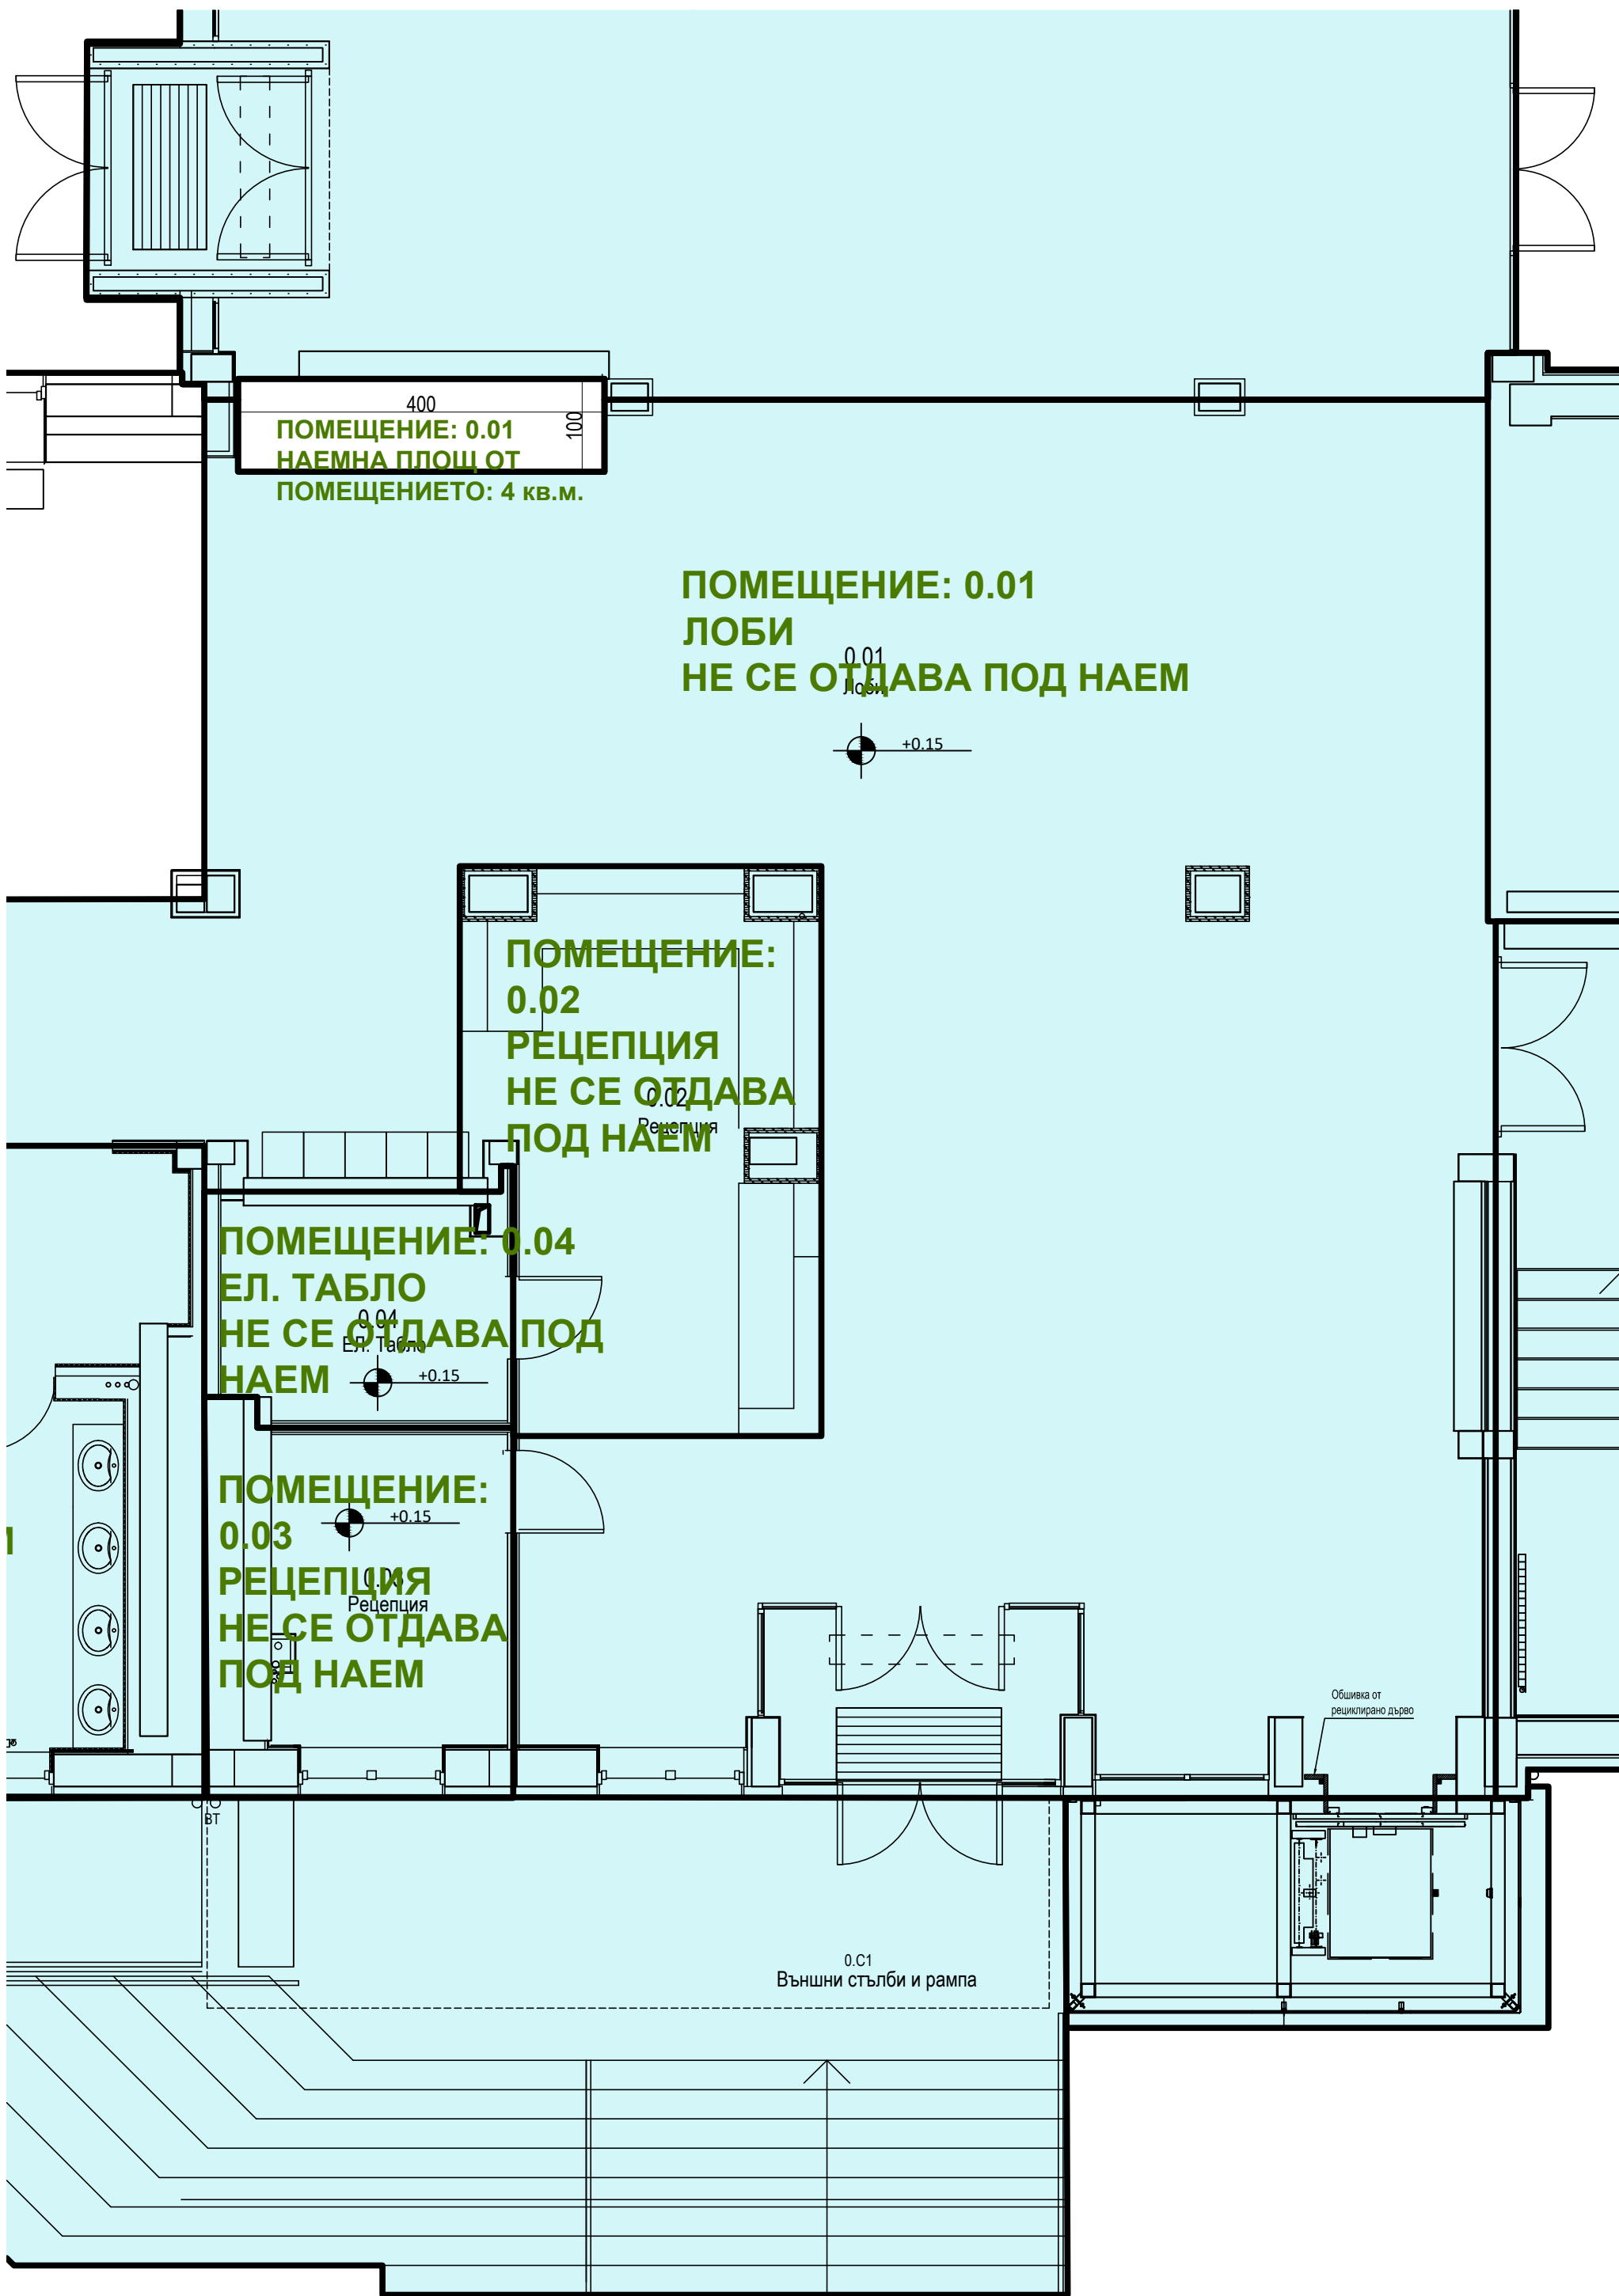 400
100
ПОМЕЩЕНИЕ: 0.01
НАЕМНА ПЛОЩ ОТ
ПОМЕЩЕНИЕТО: 4 кв.м.
ПОМЕЩЕНИЕ: 0.01
ЛОБИ
НЕ СЕ ОТДАВА ПОД НАЕМ
0.01
Лоби
+0.15
ПОМЕЩЕНИЕ:
0.02
РЕЦЕПЦИЯ
НЕ СЕ ОТДАВА
ПОД НАЕМ
0.02
Рецепция
ПОМЕЩЕНИЕ: 0.04
ЕЛ. ТАБЛО
НЕ СЕ ОТДАВА ПОД
НАЕМ
0.04
ЕЛ. Табло
+0.15
ПОМЕЩЕНИЕ:
0.03
РЕЦЕПЦИЯ
НЕ СЕ ОТДАВА
ПОД НАЕМ
+0.15
0.03
Рецепция
Обшивка от
рециклирано дърво
ВТ
0.C1
Външни стълби и рампа